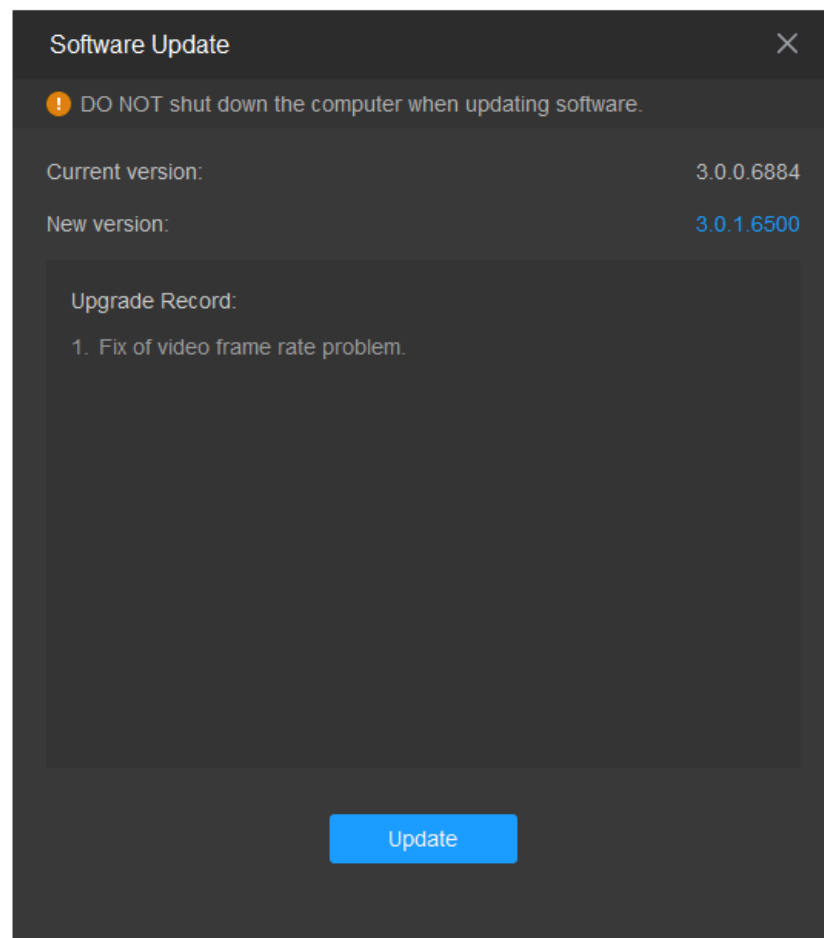 Software Update
DO NOT shut down the computer when updating software.
Current version: 3.0.0.6884
New version: 3.0.1.6500
Upgrade Record:
1. Fix of video frame rate problem.
Update